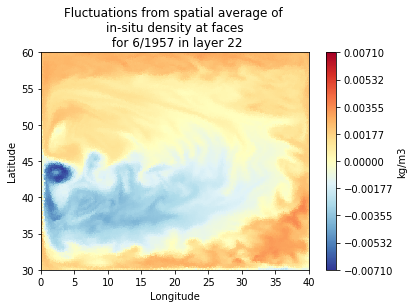 Fluctuations from spatial average of
in-situ density at faces
for 6/1957 in layer 22
60
55
50
45
40
35
30
Latitude
0 5 10 15 20 25 30 35 40
Longitude
0.00710
0.00532
0.00355
0.00177
0.00000
−0.00177
−0.00355
−0.00532
−0.00710
kg/m3